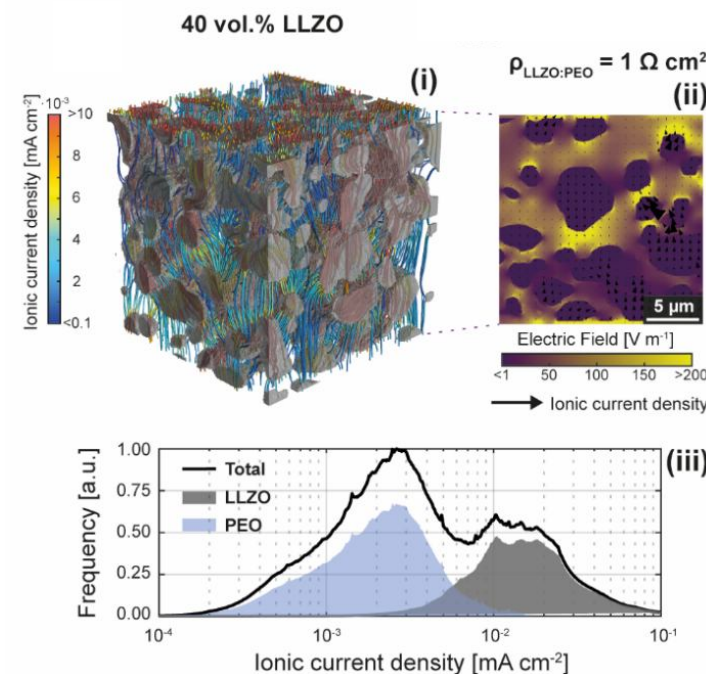 40 vol.% LLZO
(i)
·10⁻³
>10
8
6
4
2
<0.1
Ionic current density [mA cm⁻²]
ρLLZO:PEO = 1 Ω cm²
(ii)
5 µm
Electric Field [V m⁻¹]
<1 50 100 150 >200
Ionic current density
(iii)
Total
LLZO
PEO
1.00
0.75
0.50
0.25
0.00
Frequency [a.u.]
10⁻⁴ 10⁻³ 10⁻² 10⁻¹
Ionic current density [mA cm⁻²]